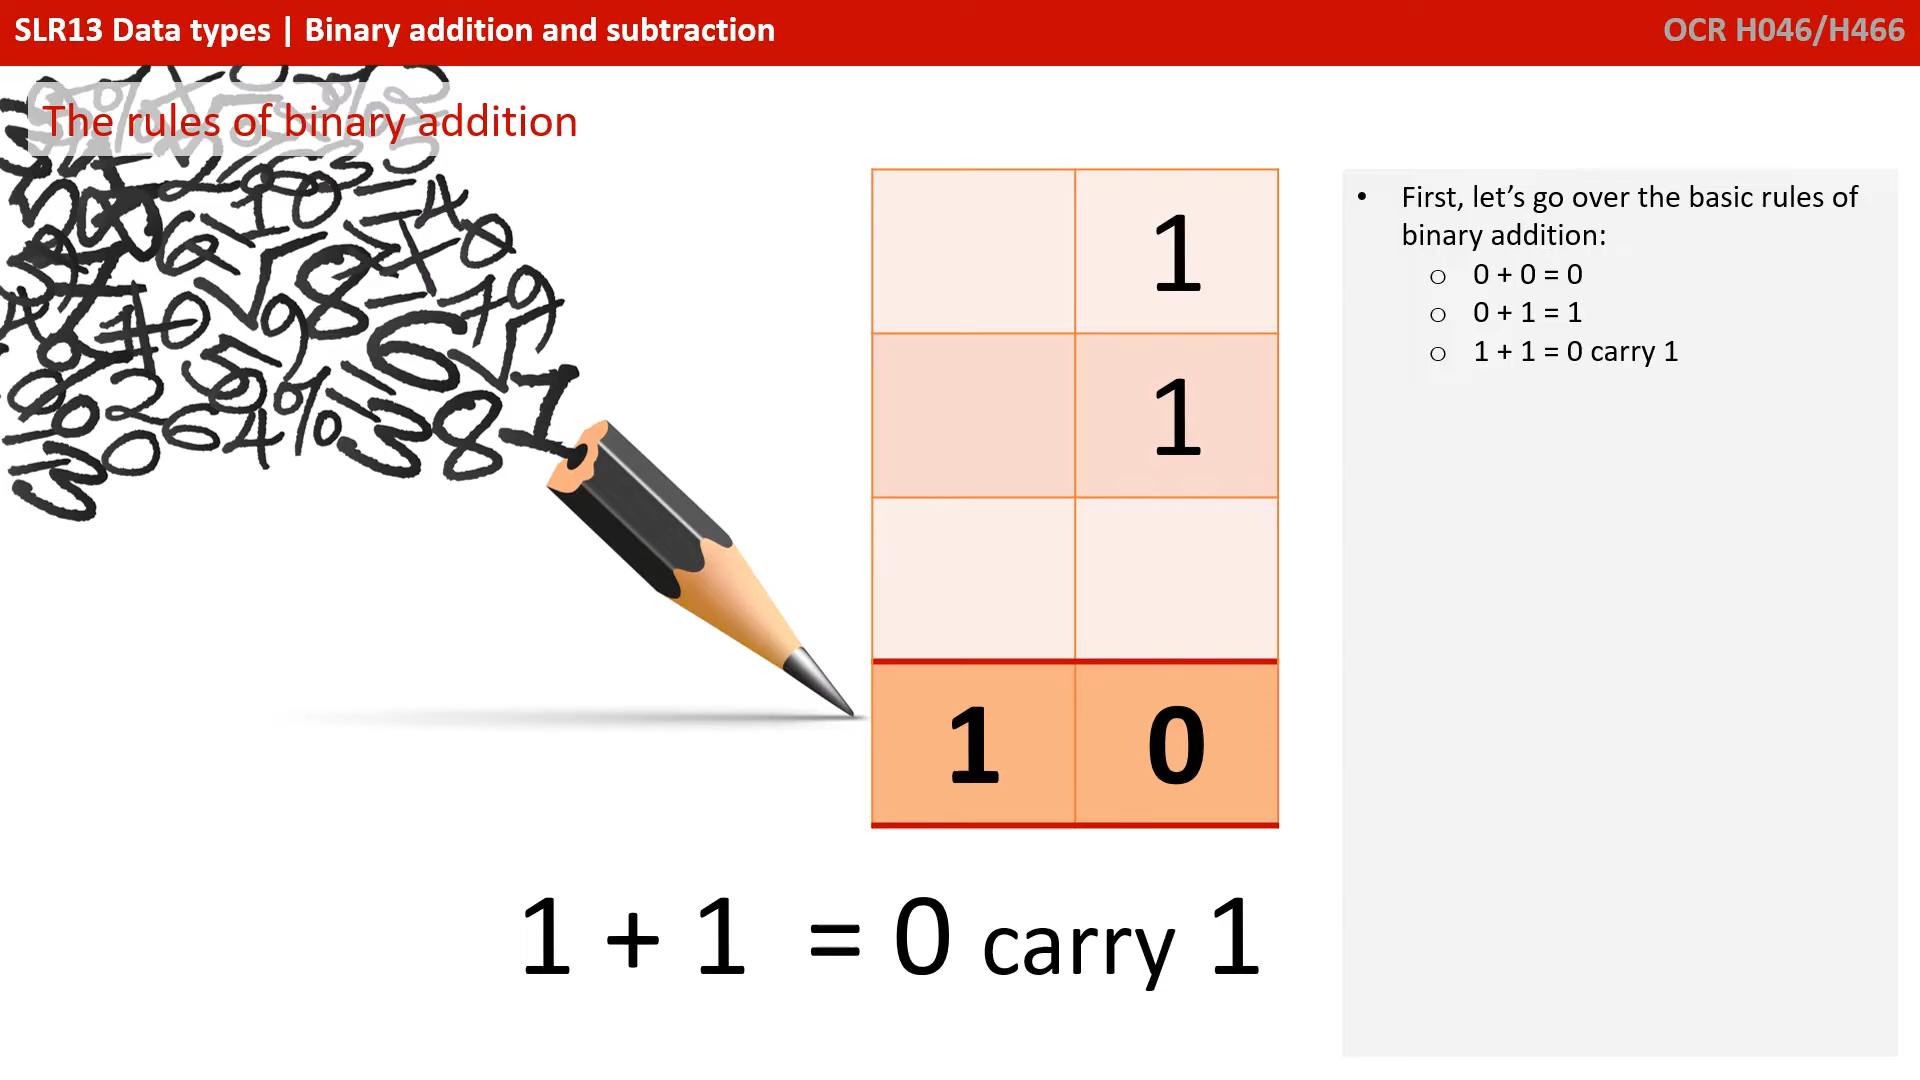 SLR13 Data types | Binary addition and subtraction
OCR H046/H466
The rules of binary addition
1
1
1 0
1 + 1 = 0 carry 1
• First, let’s go over the basic rules of
binary addition:
o 0 + 0 = 0
o 0 + 1 = 1
o 1 + 1 = 0 carry 1